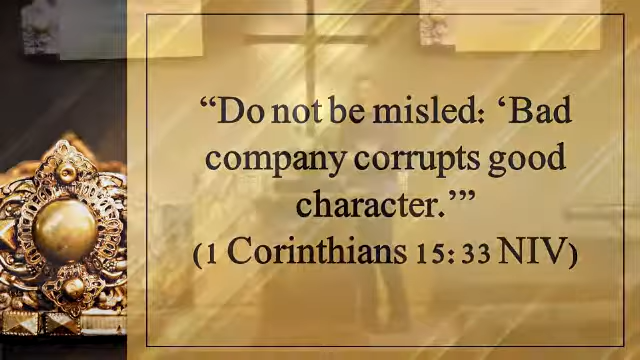 “Do not be misled: ‘Bad
company corrupts good
character.’”
(1 Corinthians 15:33 NIV)